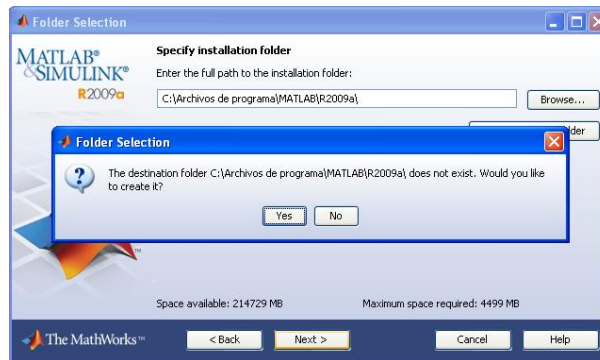 Folder Selection
MATLAB®
&SIMULINK®
R2009a
Specify installation folder
Enter the full path to the installation folder:
C:\Archivos de programa\MATLAB\R2009a\
Browse...
lder
Folder Selection
The destination folder C:\Archivos de programa\MATLAB\R2009a\ does not exist. Would you like
to create it?
Yes No
Space available: 214729 MB Maximum space required: 4499 MB
The MathWorks™ < Back Next > Cancel Help